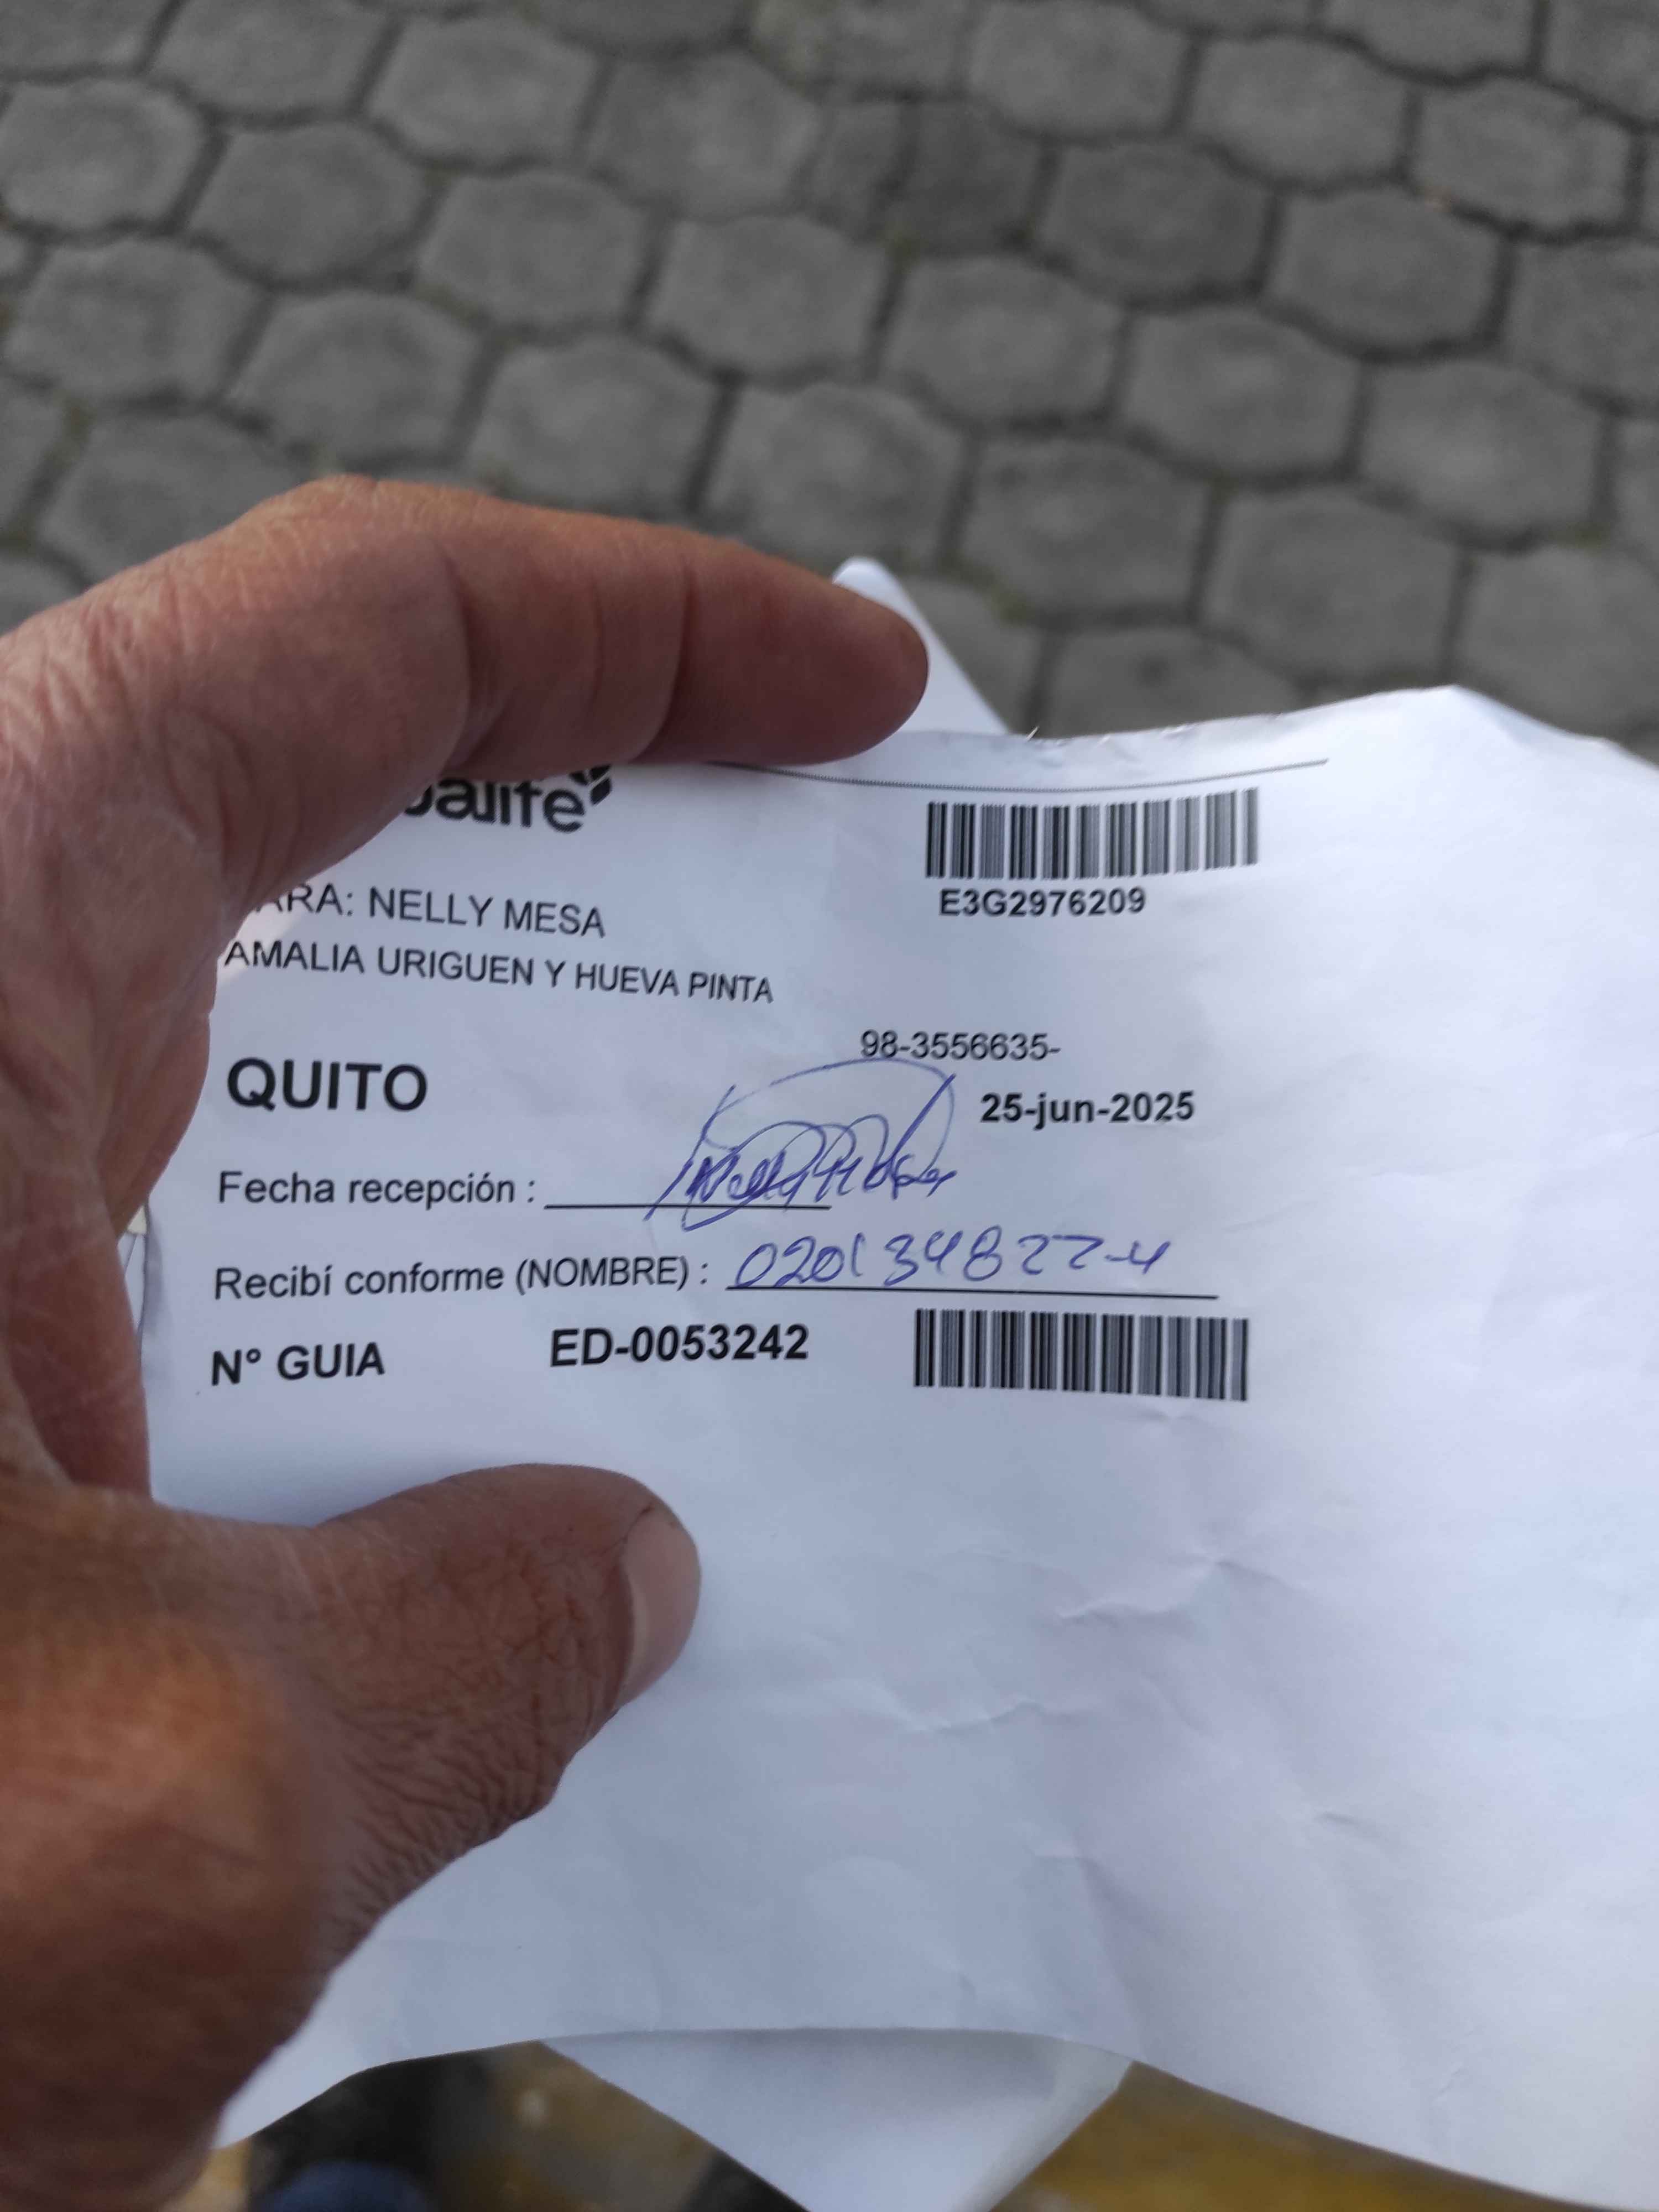 balife
ARA: NELLY MESA
E3G2976209
AMALIA URIGUEN Y HUEVA PINTA
98-3556635-
QUITO
25-jun-2025
Fecha recepción :
Recibí conforme (NOMBRE) : 020134822-4
N° GUIA ED-0053242